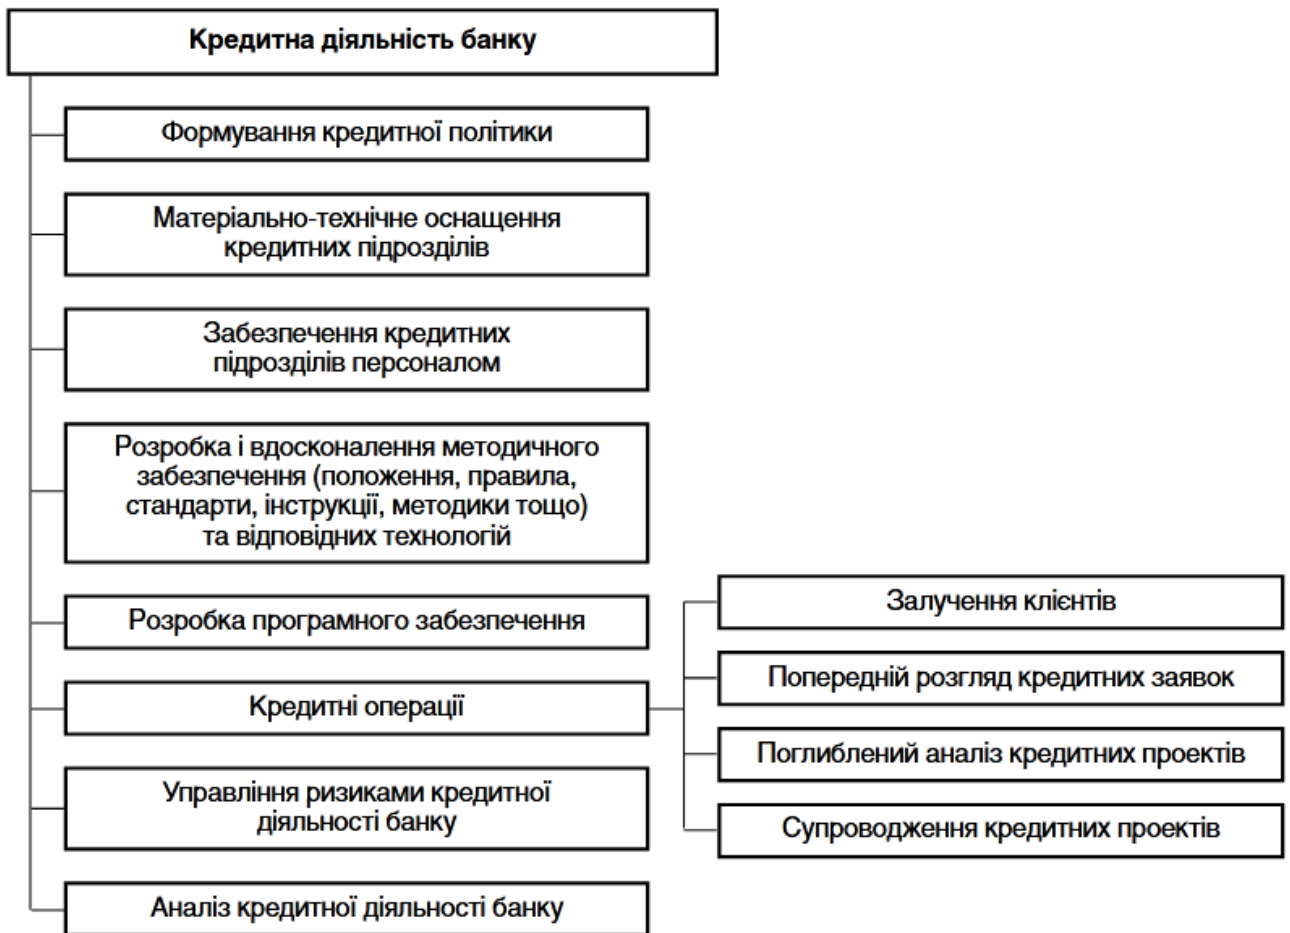 Кредитна діяльність банку
Формування кредитної політики
Матеріально-технічне оснащення
кредитних підрозділів
Забезпечення кредитних
підрозділів персоналом
Розробка і вдосконалення методичного
забезпечення (положення, правила,
стандарти, інструкції, методики тощо)
та відповідних технологій
Розробка програмного забезпечення
Кредитні операції
Залучення клієнтів
Попередній розгляд кредитних заявок
Поглиблений аналіз кредитних проектів
Супроводження кредитних проектів
Управління ризиками кредитної
діяльності банку
Аналіз кредитної діяльності банку